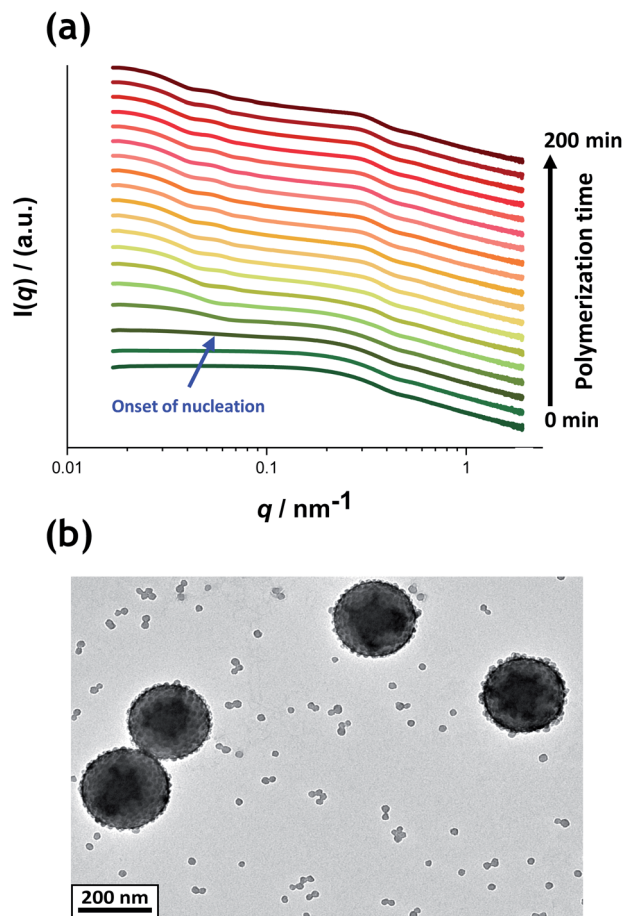 (a)
I(q) / (a.u.)
200 min
Polymerization time
0 min
Onset of nucleation
0.01
0.1
1
q / nm-1
(b)
200 nm